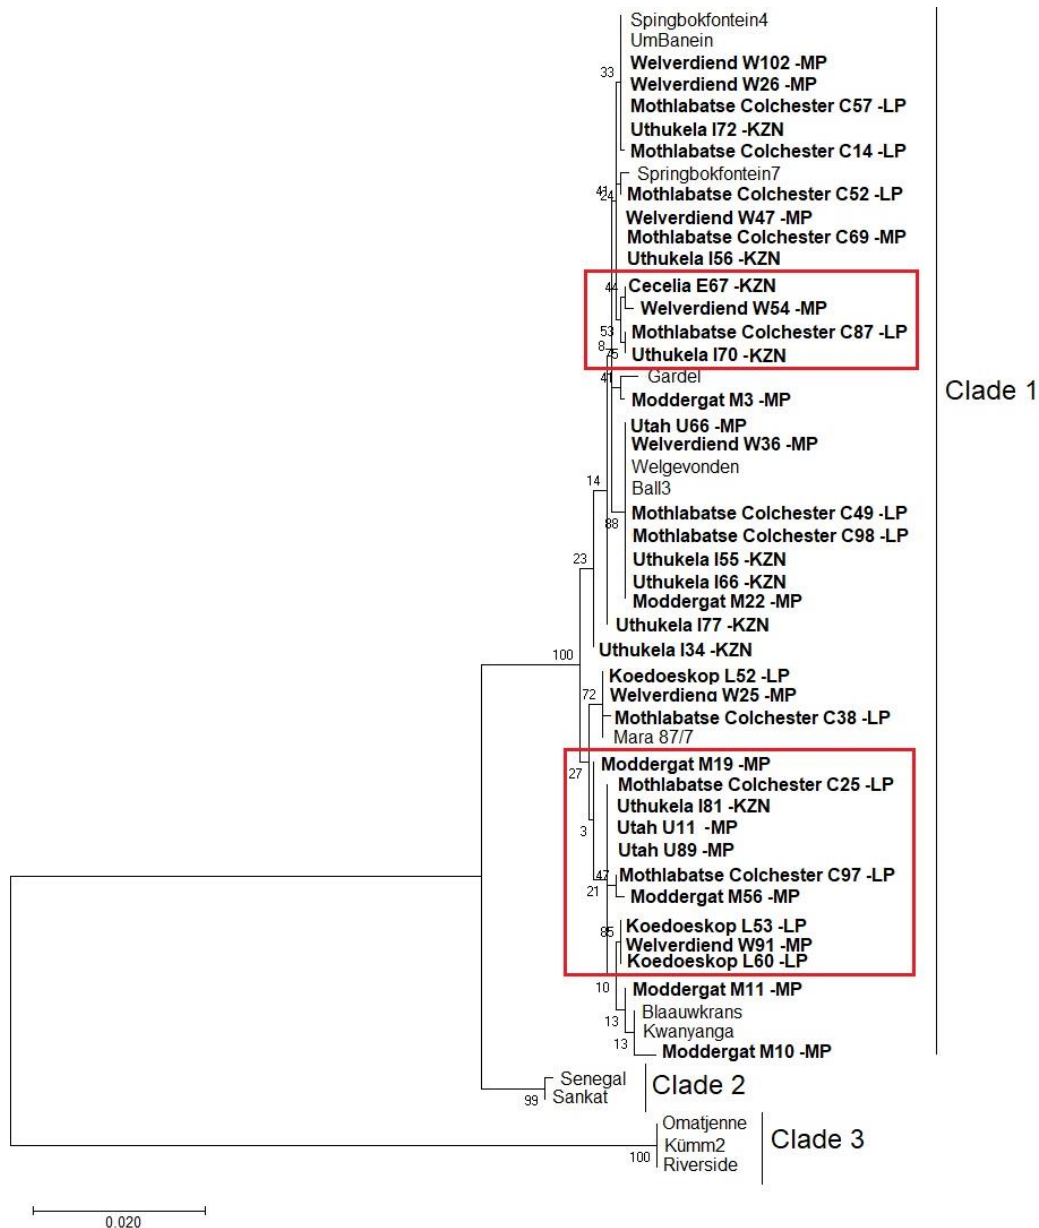 Spingbokfontein4
UmBanein
Welverdiend W102 -MP
33
Welverdiend W26 -MP
Mothlabatse Colchester C57 -LP
Uthukela I72 -KZN
Mothlabatse Colchester C14 -LP
Springbokfontein7
41
24
Mothlabatse Colchester C52 -LP
Welverdiend W47 -MP
Mothlabatse Colchester C69 -MP
Uthukela I56 -KZN
44
Cecelia E67 -KZN
Welverdiend W54 -MP
53
Mothlabatse Colchester C87 -LP
8
75
Uthukela I70 -KZN
41
Gardel
Clade 1
Moddergat M3 -MP
Utah U66 -MP
Welverdiend W36 -MP
Welgevonden
14
Ball3
Mothlabatse Colchester C49 -LP
88
Mothlabatse Colchester C98 -LP
23
Uthukela I55 -KZN
Uthukela I66 -KZN
Moddergat M22 -MP
Uthukela I77 -KZN
Uthukela I34 -KZN
100
Koedoeskop L52 -LP
72
Welverdiend W25 -MP
Mothlabatse Colchester C38 -LP
Mara 87/7
27
Moddergat M19 -MP
Mothlabatse Colchester C25 -LP
Uthukela I81 -KZN
3
Utah U11 -MP
Utah U89 -MP
47
Mothlabatse Colchester C97 -LP
21
Moddergat M56 -MP
85
Koedoeskop L53 -LP
Welverdiend W91 -MP
Koedoeskop L60 -LP
10
Moddergat M11 -MP
Blaauwkrans
13
Kwanyanga
13
Moddergat M10 -MP
Senegal
Clade 2
99
Sankat
Omatjenne
Kümm2
Clade 3
100
Riverside
0.020